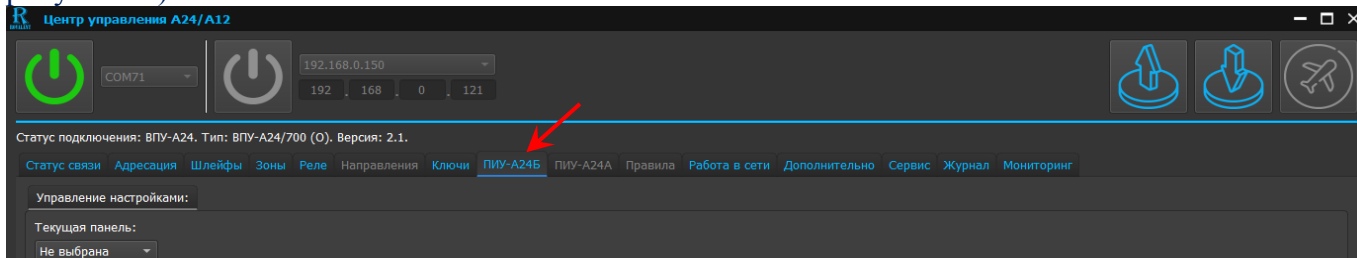 R Центр управления А24/А12
COM71
192.168.0.150
192 . 168 . 0 . 121
Статус подключения: ВПУ-А24. Тип: ВПУ-А24/700 (О). Версия: 2.1.
Статус связи Адресация Шлейфы Зоны Реле Направления Ключи ПИУ-А24Б ПИУ-А24А Правила Работа в сети Дополнительно Сервис Журнал Мониторинг
Управление настройками:
Текущая панель:
Не выбрана